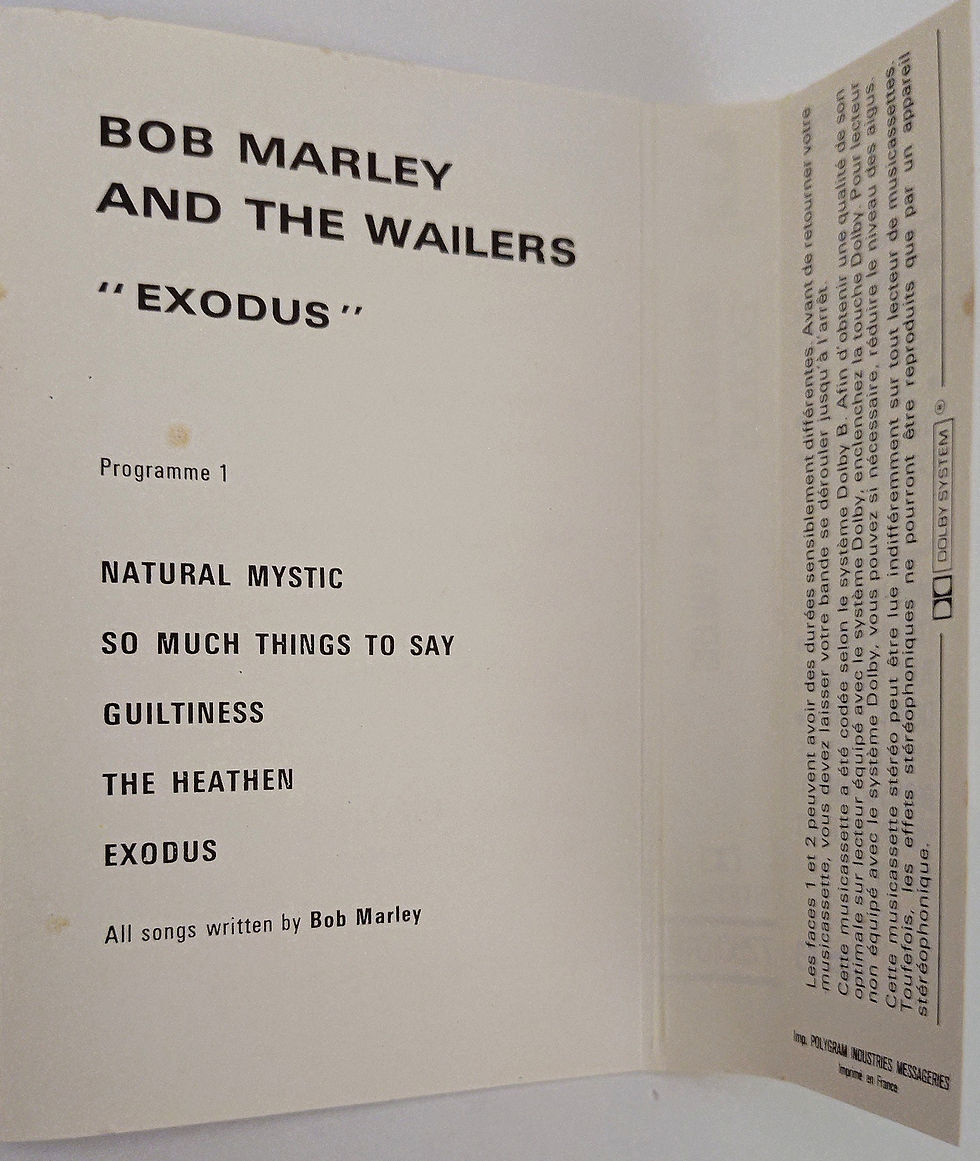 BOB MARLEY
AND THE WAILERS
"EXODUS"
Programme 1
NATURAL MYSTIC
SO MUCH THINGS TO SAY
GUILTINESS
THE HEATHEN
EXODUS
All songs written by Bob Marley
Les faces 1 et 2 peuvent avoir des durées sensiblement différentes. Avant de retourner votre
musicassette, vous devez laisser votre bande se dérouler jusqu'à l'arrêt.
Cette musicassette a été codée selon le système Dolby B. Afin d'obtenir une qualité de son
optimale sur lecteur équipé avec le système Dolby, enclenchez la touche Dolby. Pour lecteur
non équipé avec le système Dolby, vous pouvez si nécessaire, réduire le niveau des aigus.
Cette musicassette stéréo peut être lue indifféremment sur tout lecteur de musicassettes.
Toufefois, les effets stéréophoniques ne pourront être reproduits que par un appareil
stéréophonique.
DOLBY SYSTEM ®
Imp. POLYGRAM INDUSTRIES MESSAGERIES
Imprimé en France